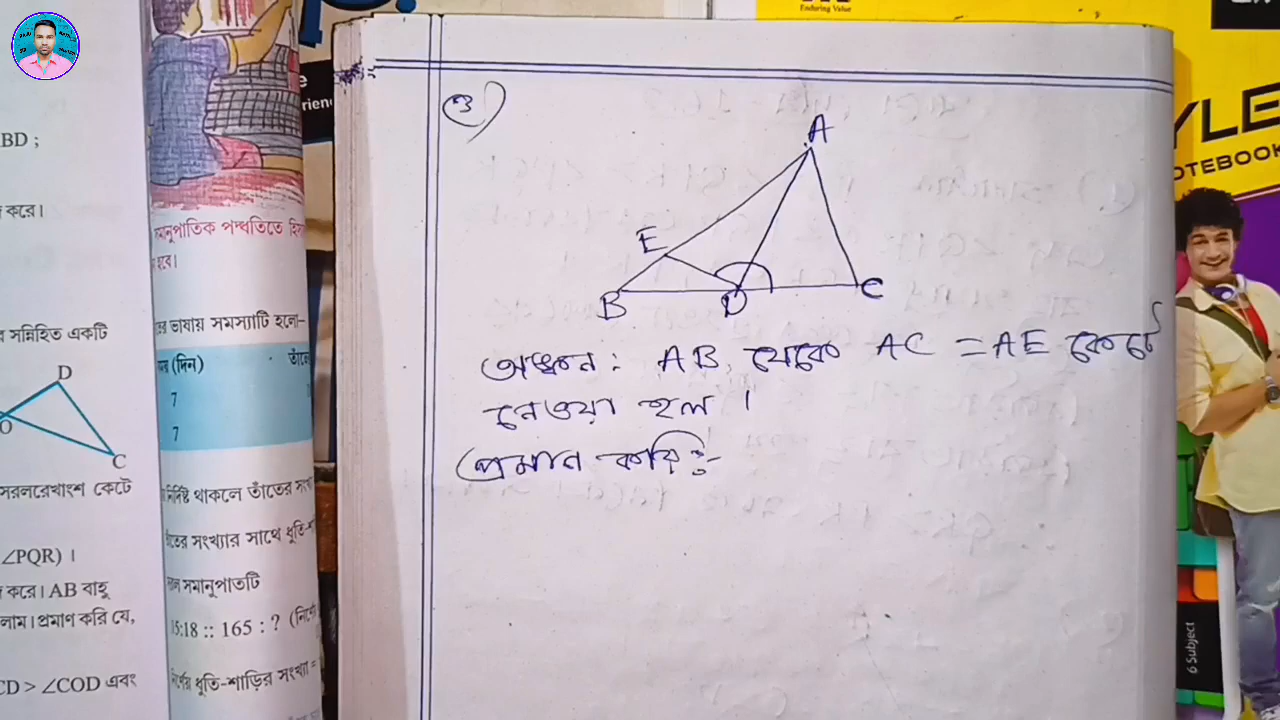 BD ;
করে।
র সন্নিহিত একটি
D
O
C
সরলরেখাংশ কেটে
∠PQR) ।
করে। AB বাহু
লাম। প্রমাণ করি যে,
CD > ∠COD এবং
সমানুপাতিক পদ্ধতিতে
হবে।
ভাষায় সমস্যাটি হলো–
(দিন)
7
7
নির্দিষ্ট থাকলে তাঁতের
তাঁতের সংখ্যার সাথে ধুতি-
সমানুপাতটি
15:18 :: 165 : ?
নির্ণেয় ধুতি-শাড়ির সংখ্যা =
3)
A
E
B D C
অঙ্কন: AB থেকে AC = AE কেটে
নেওয়া হল।
প্রমান করি:-
Enduring Value
YLE
NOTEBOOK
6 Subject